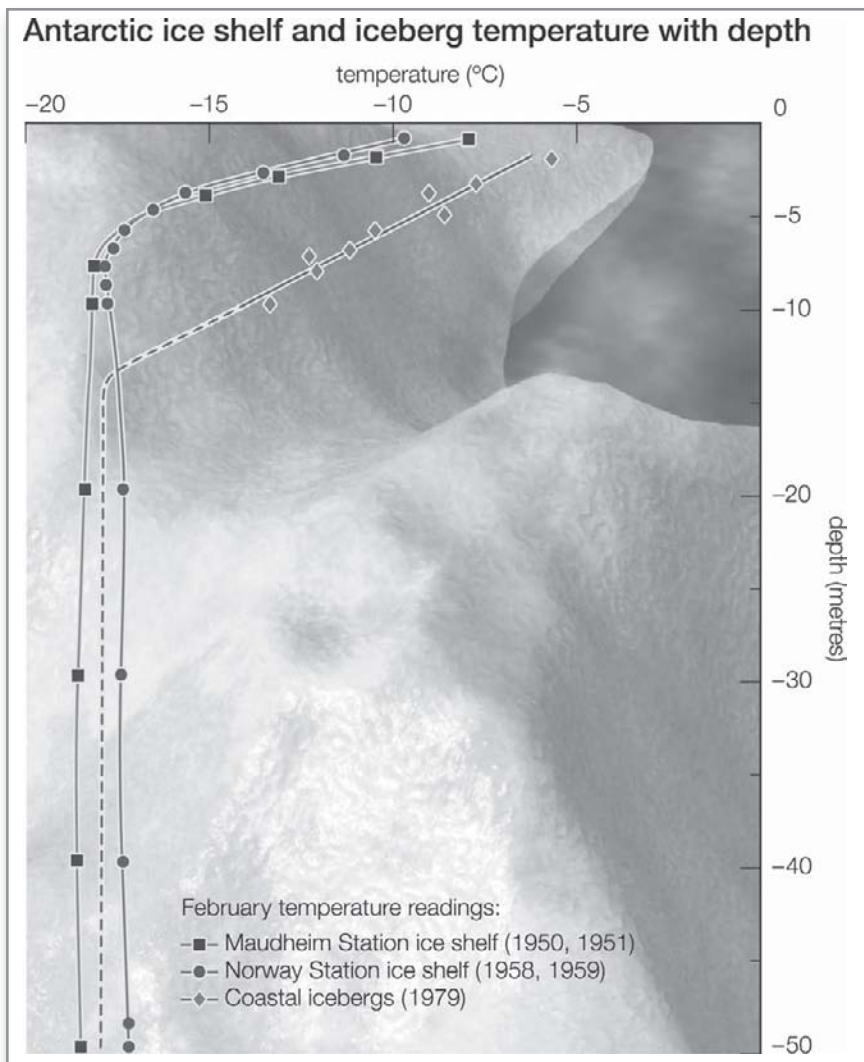 Antarctic ice shelf and iceberg temperature with depth
temperature (ºC)
–20 –15 –10 –5 0
–5
–10
–20
–30
–40
–50
depth (metres)
February temperature readings:
Maudheim Station ice shelf (1950, 1951)
Norway Station ice shelf (1958, 1959)
Coastal icebergs (1979)